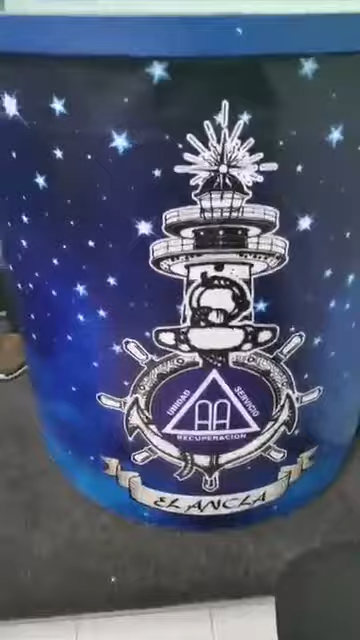 UNIDAD
SERVICIO
AA
RECUPERACION
EL ANCLA